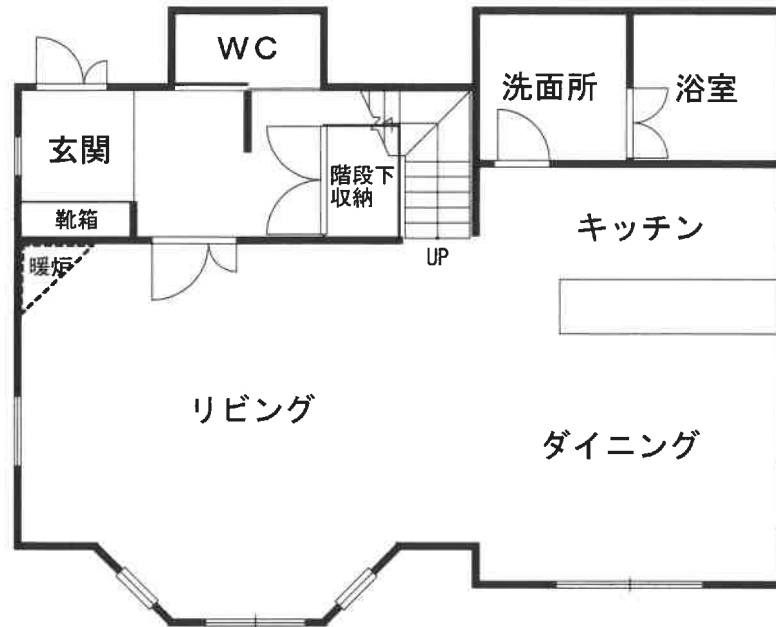 WC
洗面所
浴室
玄関
階段下
収納
靴箱
キッチン
UP
暖炉
リビング
ダイニング